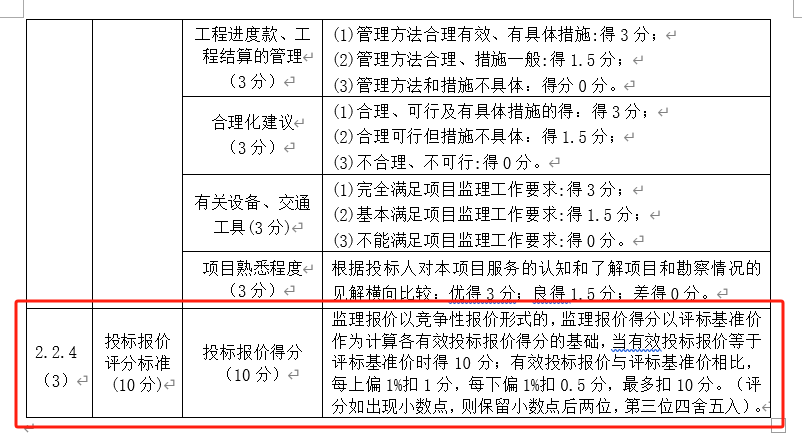 工程进度款、工
程结算的管理
（3 分）
(1)管理方法合理有效、有具体措施:得 3 分；
(2)管理方法合理、措施一般:得 1.5 分；
(3)管理方法和措施不具体：得分 0 分。
合理化建议
（3 分）
(1)合理、可行及有具体措施的得：得 3 分；
(2)合理可行但措施不具体：得 1.5 分；
(3)不合理、不可行:得 0 分。
有关设备、交通
工具(3 分)
(1)完全满足项目监理工作要求:得 3 分；
(2)基本满足项目监理工作要求:得 1.5 分；
(3)不能满足项目监理工作要求:得 0 分。
项目熟悉程度
（3 分）
根据投标人对本项目服务的认知和了解项目和勘察情况的
见解横向比较：优得 3 分；良得 1.5 分；差得 0 分。
2.2.4
（3）
投标报价
评分标准
(10 分)
投标报价得分
（10 分）
监理报价以竞争性报价形式的,监理报价得分以评标基准价
作为计算各有效投标报价得分的基础，当有效投标报价等于
评标基准价时得 10 分；有效投标报价与评标基准价相比，
每上偏 1%扣 1 分，每下偏 1%扣 0.5 分，最多扣 10 分。（评
分如出现小数点，则保留小数点后两位，第三位四舍五入）。